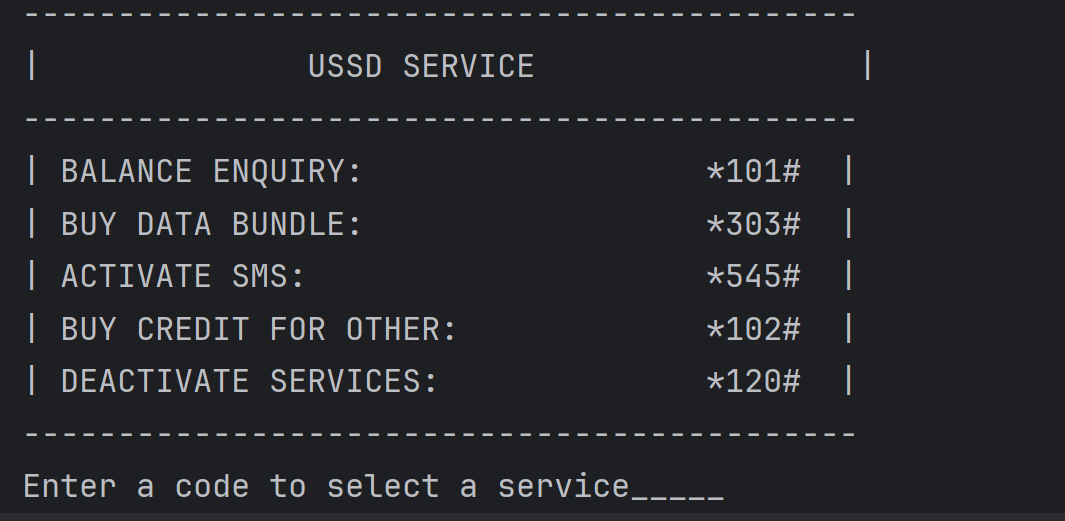 --------------------------------------------
|              USSD SERVICE                 |
--------------------------------------------
| BALANCE ENQUIRY:                  *101#  |
| BUY DATA BUNDLE:                  *303#  |
| ACTIVATE SMS:                     *545#  |
| BUY CREDIT FOR OTHER:             *102#  |
| DEACTIVATE SERVICES:              *120#  |
--------------------------------------------
Enter a code to select a service_____